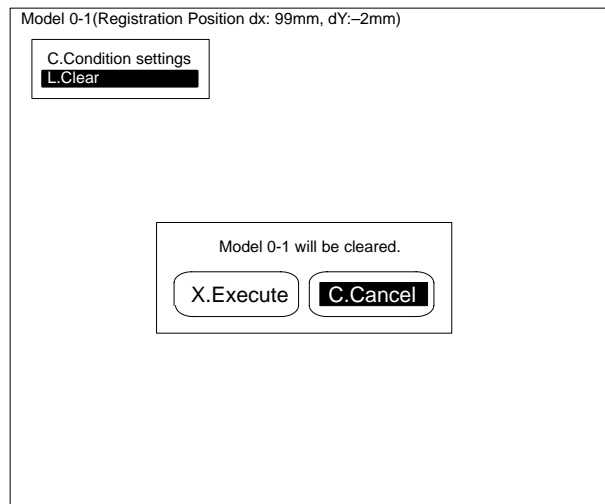 Model 0-1(Registration Position dx: 99mm, dY:–2mm)
C.Condition settings
L.Clear
Model 0-1 will be cleared.
X.Execute C.Cancel